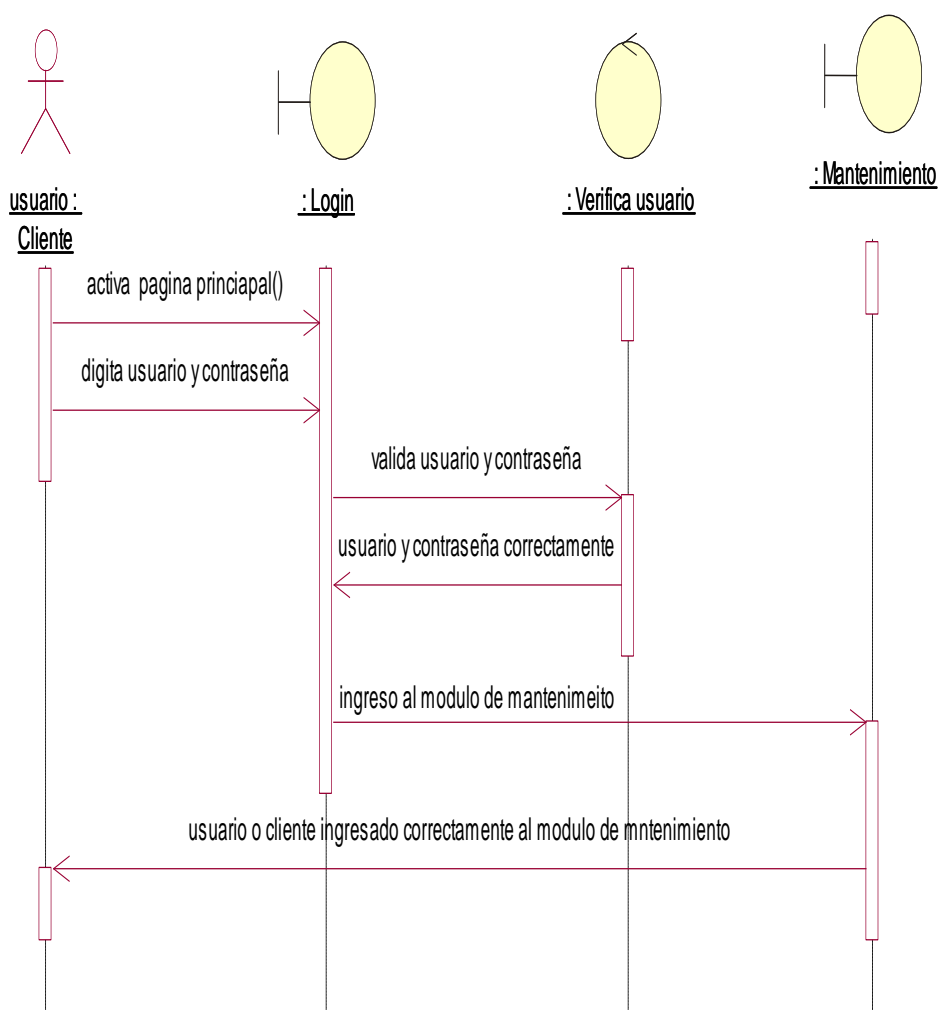 usuario :
Cliente
: Login
: Verifica usuario
: Mantenimiento
activa pagina princiapal()
digita usuario y contraseña
valida usuario y contraseña
usuario y contraseña correctamente
ingreso al modulo de mantenimeito
usuario o cliente ingresado correctamente al modulo de mntenimiento